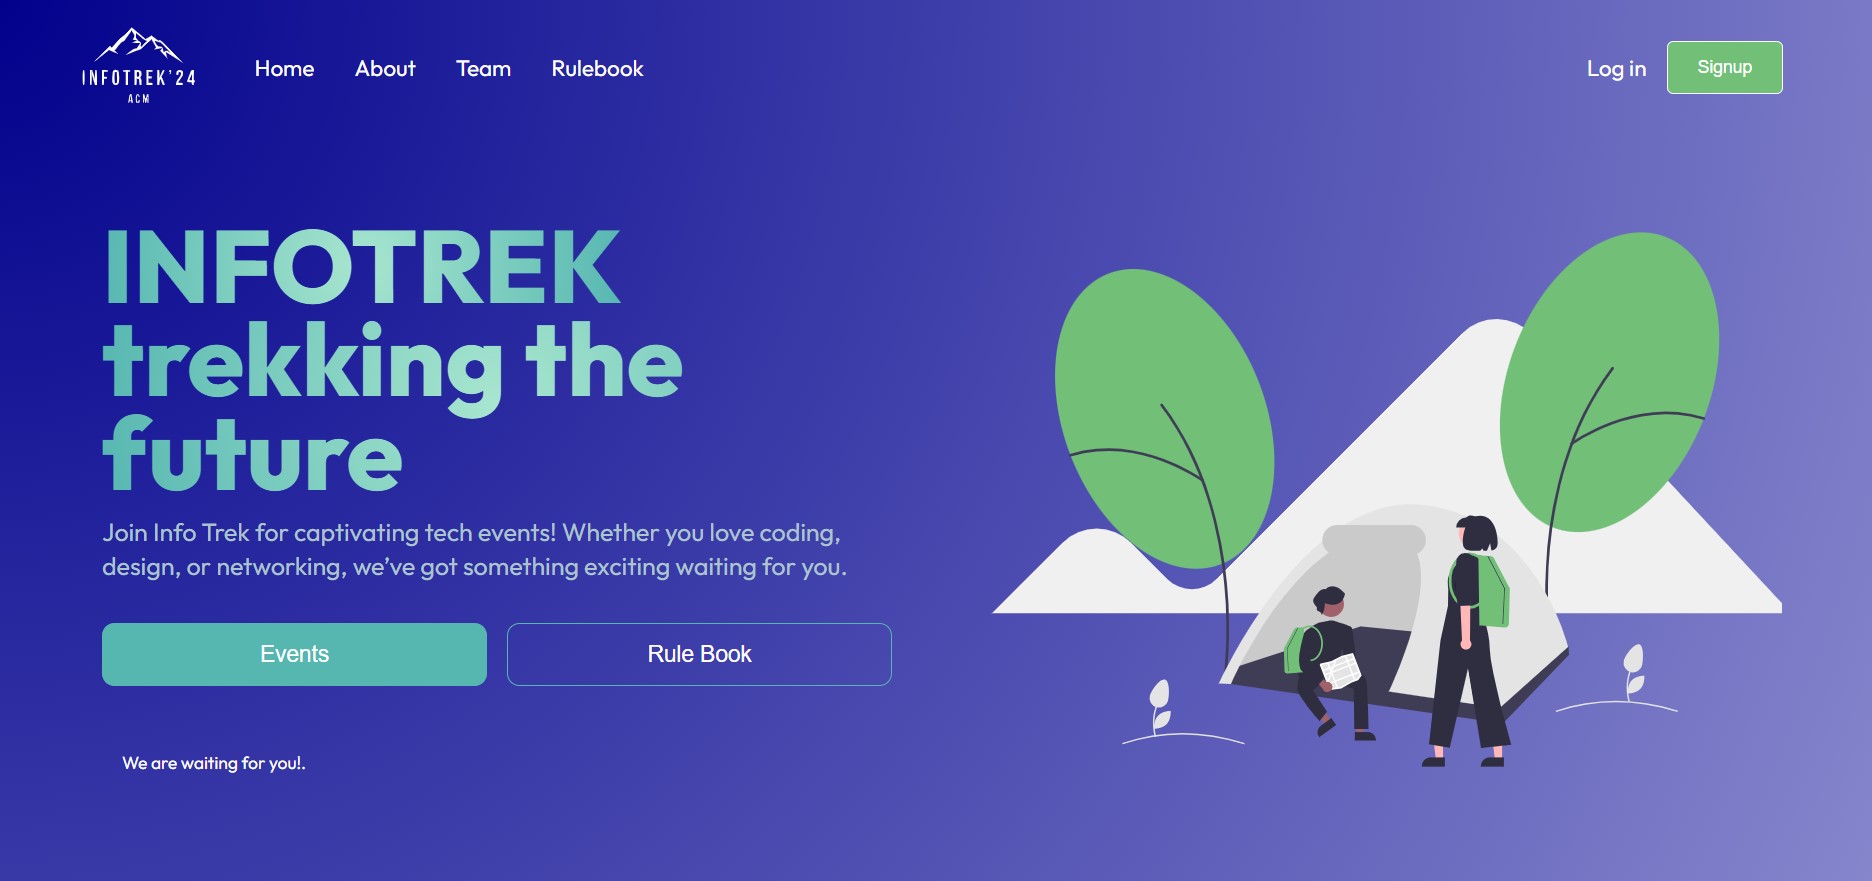 INFOTREK'24
ACM
Home
About
Team
Rulebook
Log in
Signup
INFOTREK
trekking the
future
Join Info Trek for captivating tech events! Whether you love coding,
design, or networking, we’ve got something exciting waiting for you.
Events
Rule Book
We are waiting for you!.